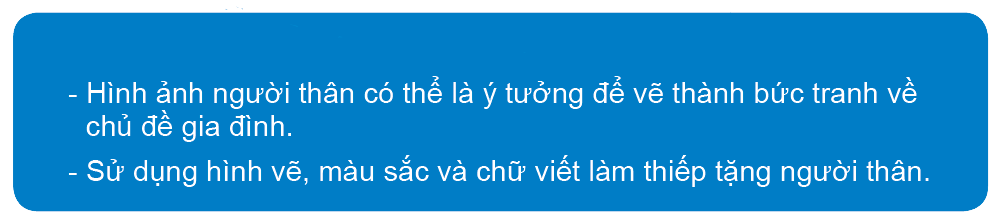 - Hình ảnh người thân có thể là ý tưởng để vẽ thành bức tranh về
chủ đề gia đình.
- Sử dụng hình vẽ, màu sắc và chữ viết làm thiếp tặng người thân.